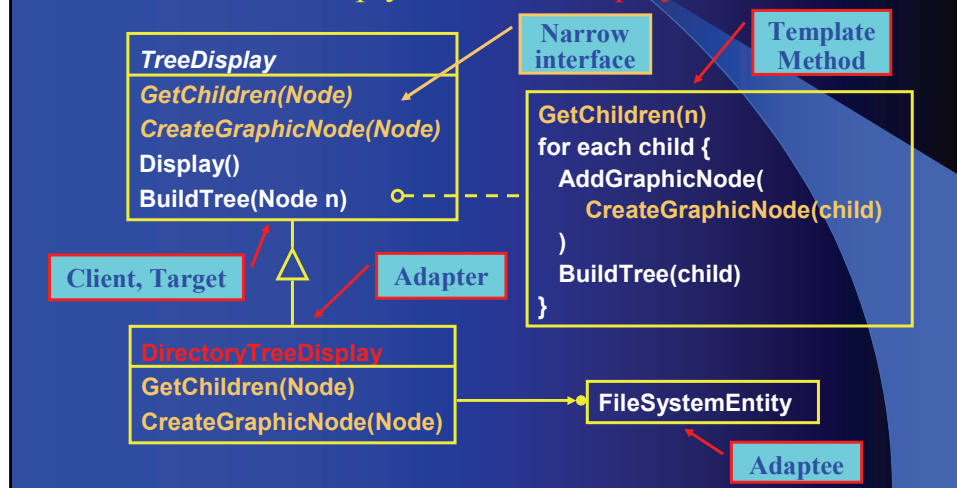 Narrow
interface
Template
Method
TreeDisplay
GetChildren(Node)
CreateGraphicNode(Node)
Display()
BuildTree(Node n)
GetChildren(n)
for each child {
AddGraphicNode(
CreateGraphicNode(child)
)
BuildTree(child)
}
Client, Target
Adapter
DirectoryTreeDisplay
GetChildren(Node)
CreateGraphicNode(Node)
FileSystemEntity
Adaptee